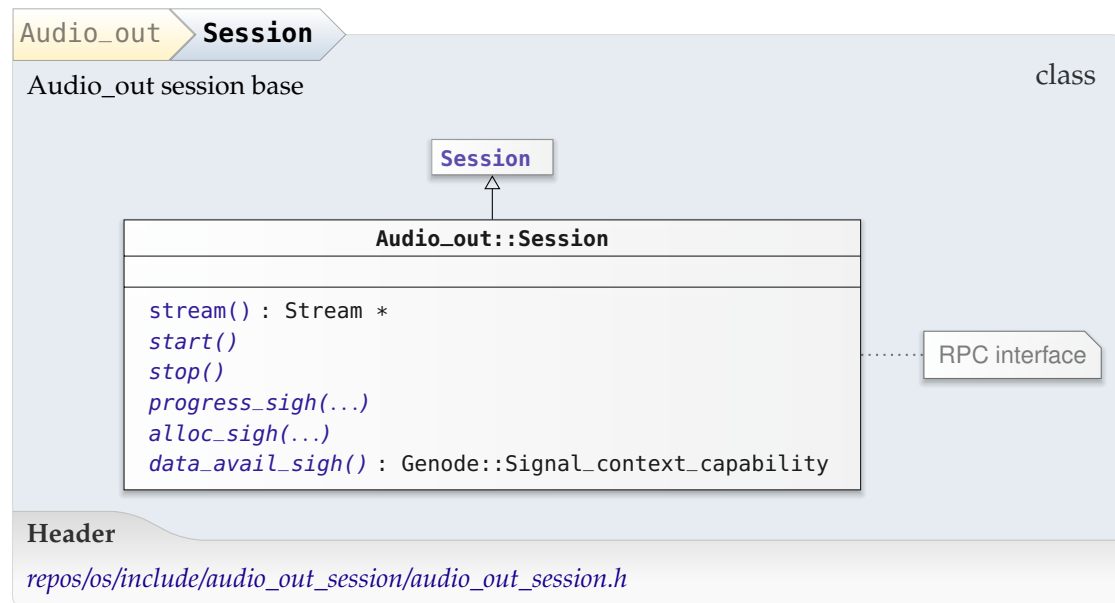 Audio_out Session
Audio_out session base
class
Session
Audio_out::Session
stream() : Stream *
start()
stop()
progress_sigh(...)
RPC interface
alloc_sigh(...)
data_avail_sigh() : Genode::Signal_context_capability
Header
repos/os/include/audio_out_session/audio_out_session.h